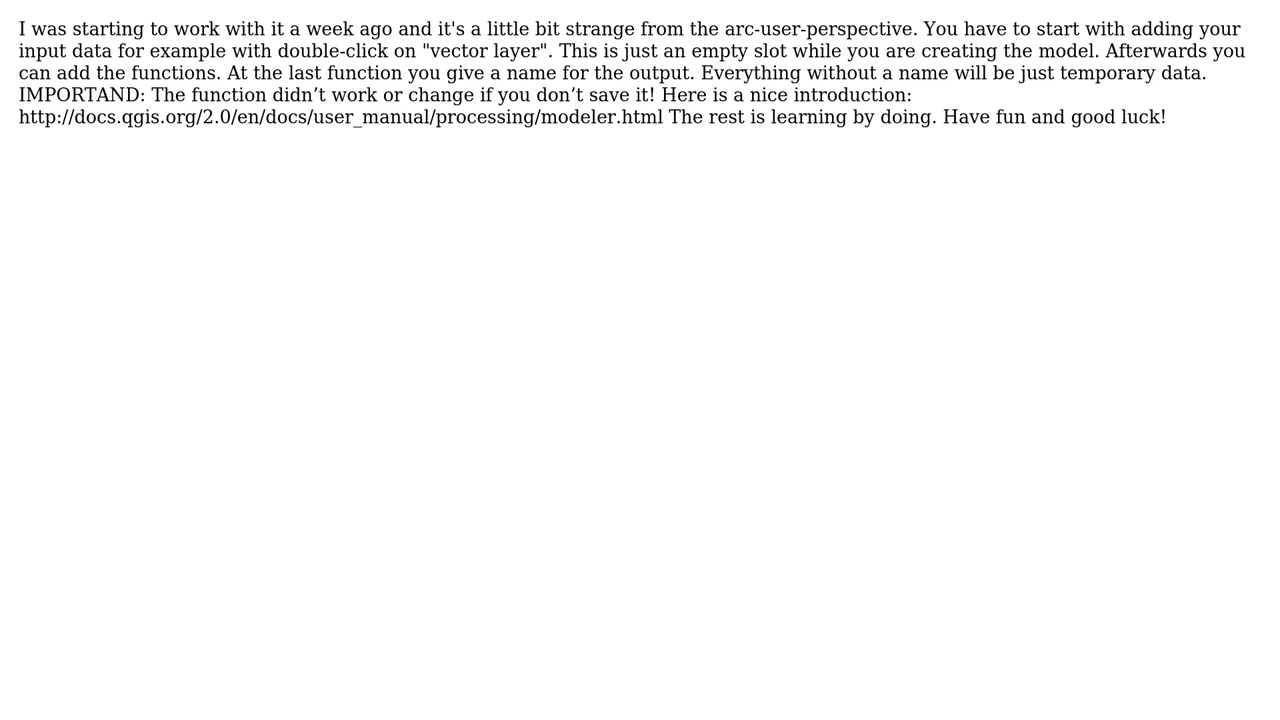 I was starting to work with it a week ago and it's a little bit strange from the arc-user-perspective. You have to start with adding your
input data for example with double-click on "vector layer". This is just an empty slot while you are creating the model. Afterwards you
can add the functions. At the last function you give a name for the output. Everything without a name will be just temporary data.
IMPORTAND: The function didn’t work or change if you don’t save it! Here is a nice introduction:
http://docs.qgis.org/2.0/en/docs/user_manual/processing/modeler.html The rest is learning by doing. Have fun and good luck!